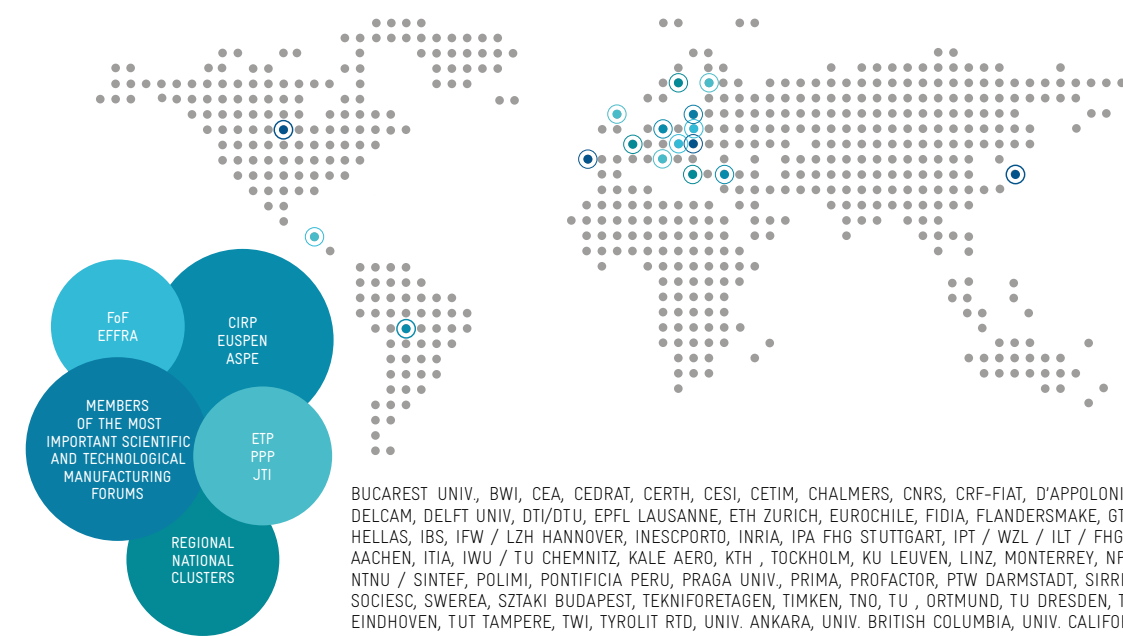 FoF
EFFRA
CIRP
EUSPEN
ASPE
MEMBERS
OF THE MOST
IMPORTANT SCIENTIFIC
AND TECHNOLOGICAL
MANUFACTURING
FORUMS
ETP
PPP
JTI
REGIONAL
NATIONAL
CLUSTERS
BUCAREST UNIV., BWI, CEA, CEDRAT, CERTH, CESI, CETIM, CHALMERS, CNRS, CRF-FIAT, D'APPOLONI
DELCAM, DELFT UNIV, DTI/DTU, EPFL LAUSANNE, ETH ZURICH, EUROCHILE, FIDIA, FLANDERSMAKE, GT
HELLAS, IBS, IFW / LZH HANNOVER, INESCPORTO, INRIA, IPA FHG STUTTGART, IPT / WZL / ILT / FHG
AACHEN, ITIA, IWU / TU CHEMNITZ, KALE AERO, KTH , TOCKHOLM, KU LEUVEN, LINZ, MONTERREY, NP
NTNU / SINTEF, POLIMI, PONTIFICIA PERU, PRAGA UNIV., PRIMA, PROFACTOR, PTW DARMSTADT, SIRRI
SOCIESC, SWEREA, SZTAKI BUDAPEST, TEKNIFORETAGEN, TIMKEN, TNO, TU , ORTMUND, TU DRESDEN, T
EINDHOVEN, TUT TAMPERE, TWI, TYROLIT RTD, UNIV. ANKARA, UNIV. BRITISH COLUMBIA, UNIV. CALIFO